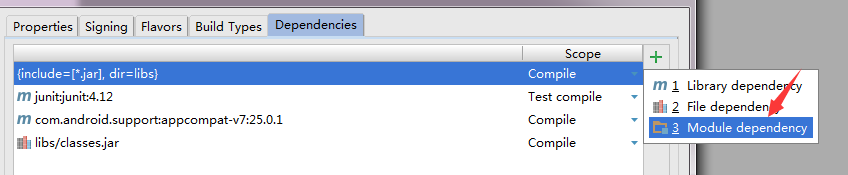 Properties Signing Flavors Build Types Dependencies
Scope
{include=[*.jar], dir=libs} Compile
m junit:junit:4.12 Test compile
m com.android.support:appcompat-v7:25.0.1 Compile
libs/classes.jar Compile
m 1 Library dependency
2 File dependency
3 Module dependency